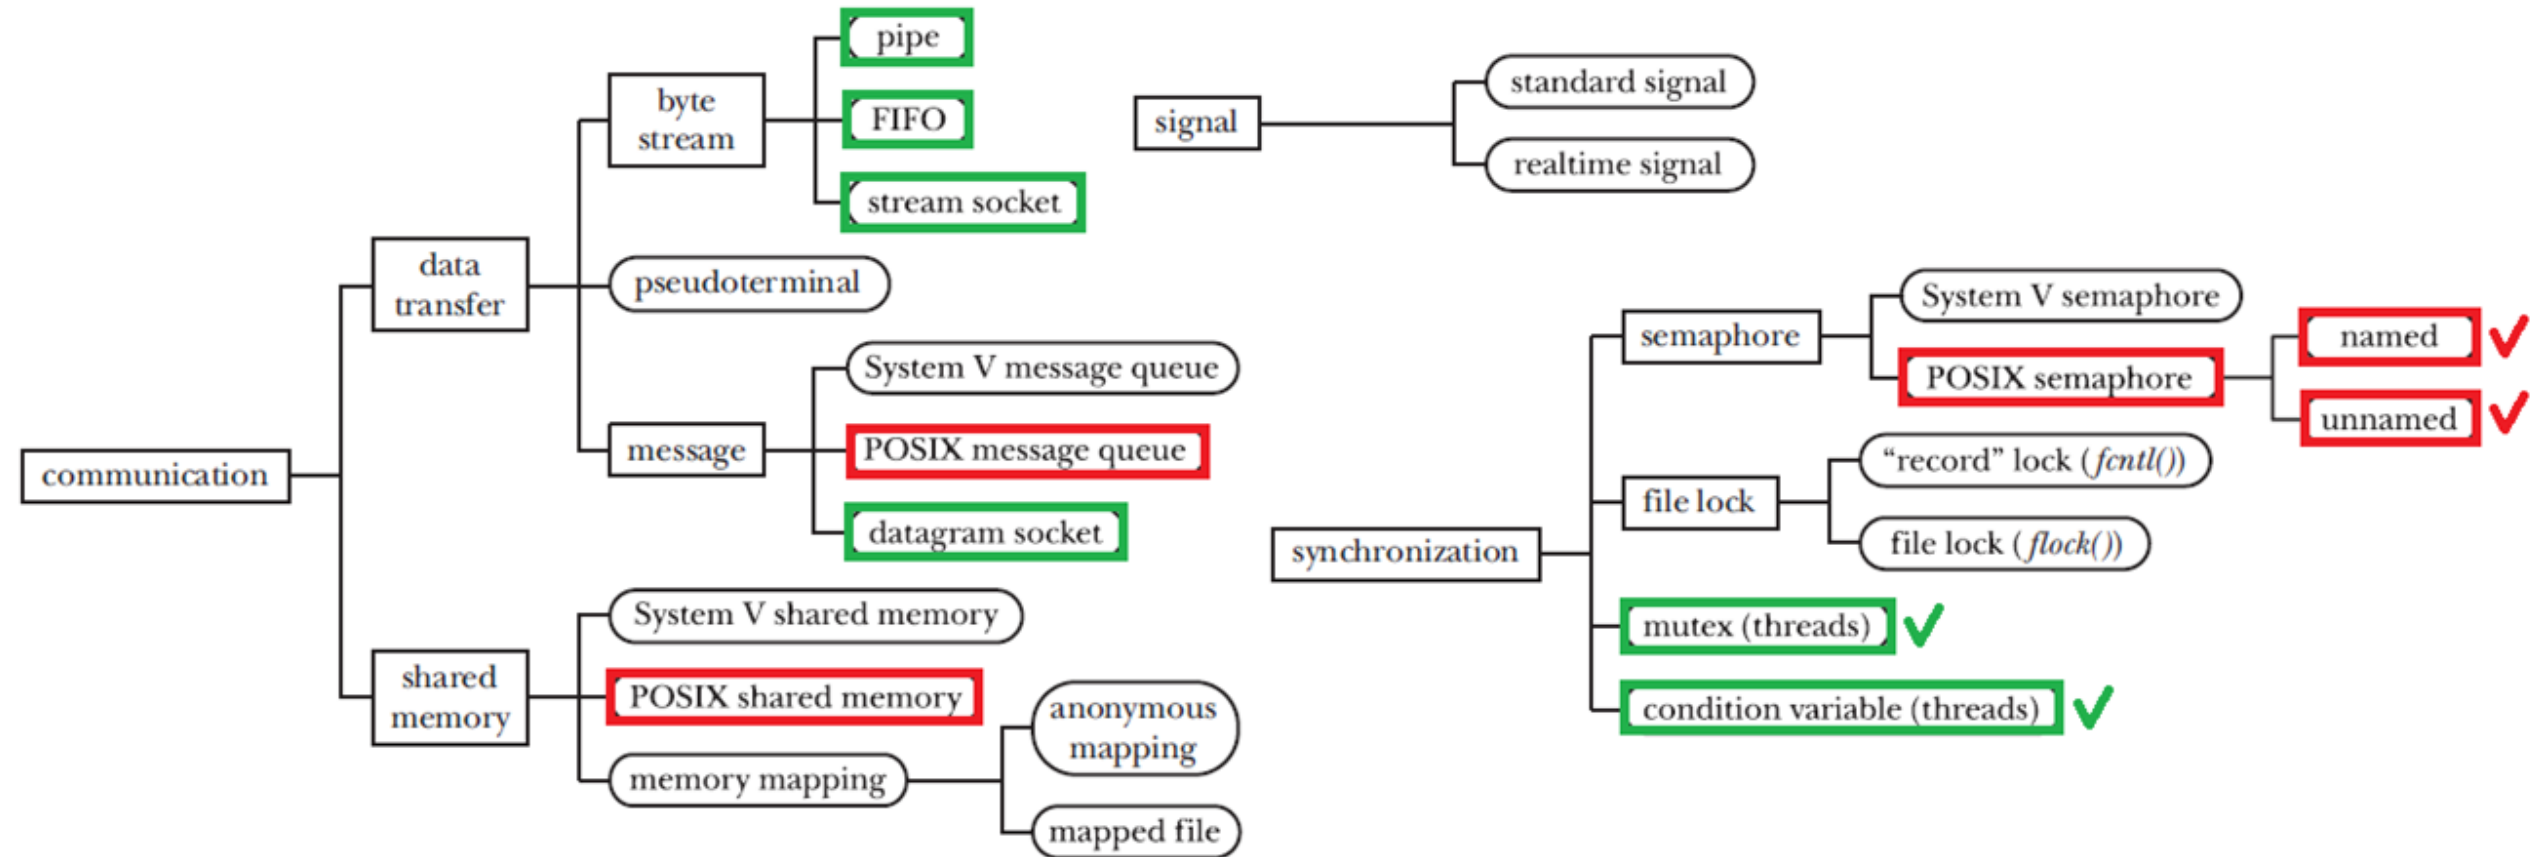 communication
data
transfer
byte
stream
pipe
FIFO
stream socket
pseudoterminal
message
System V message queue
POSIX message queue
datagram socket
shared
memory
System V shared memory
POSIX shared memory
memory mapping
anonymous
mapping
mapped file
signal
standard signal
realtime signal
synchronization
semaphore
System V semaphore
POSIX semaphore
named
unnamed
file lock
“record” lock (fcntl())
file lock (flock())
mutex (threads)
condition variable (threads)